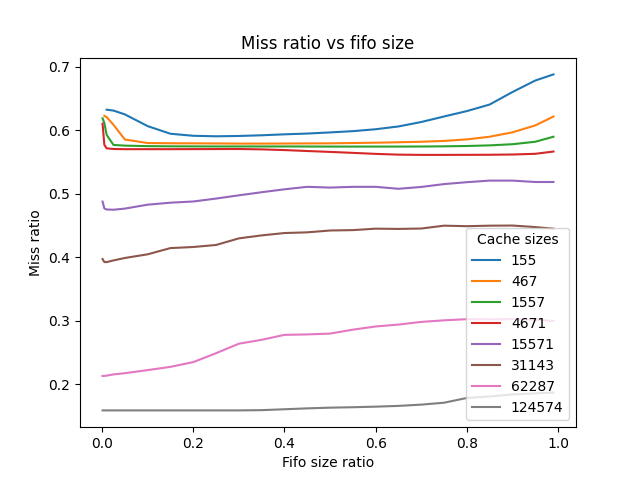 Miss ratio vs fifo size
0.7
0.6
0.5
0.4
0.3
0.2
Miss ratio
0.0 0.2 0.4 0.6 0.8 1.0
Fifo size ratio
Cache sizes
155
467
1557
4671
15571
31143
62287
124574